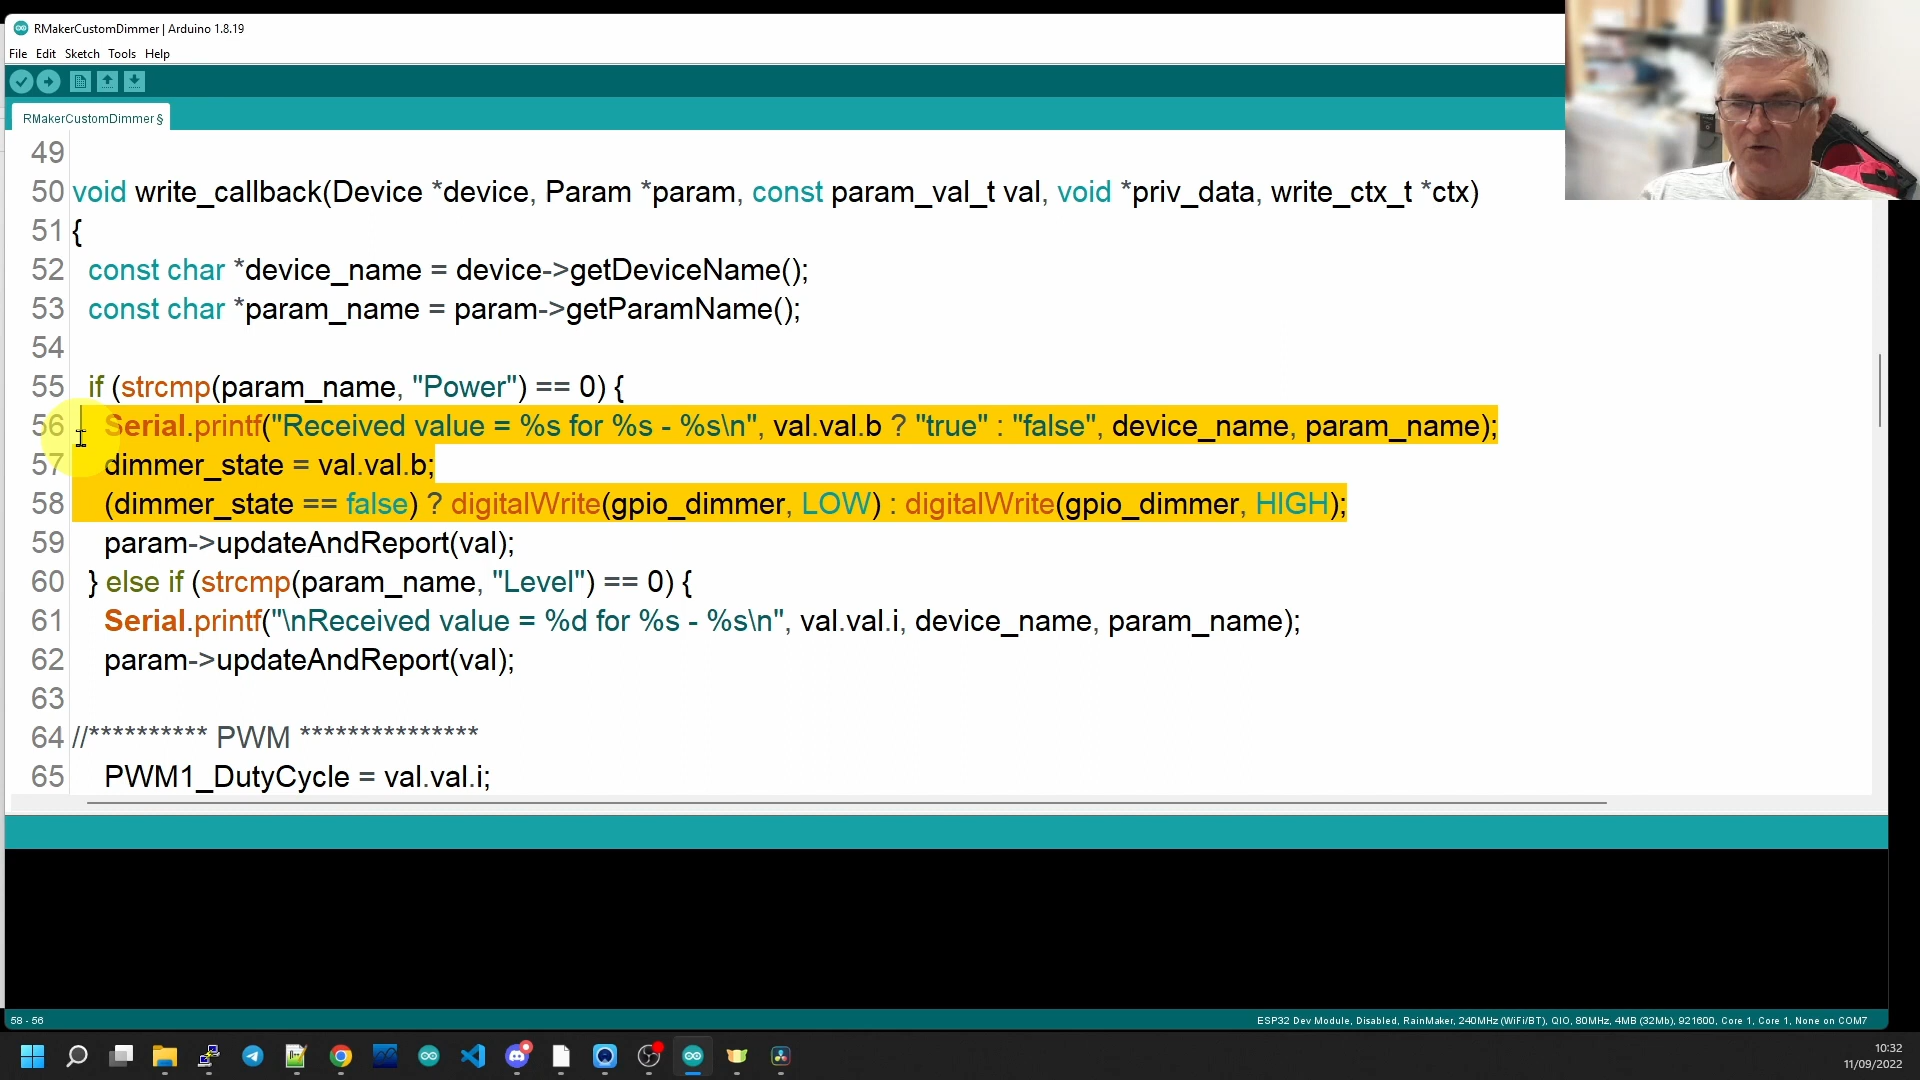 RMakerCustomDimmer | Arduino 1.8.19
File Edit Sketch Tools Help
RMakerCustomDimmer §
49
50 void write_callback(Device *device, Param *param, const param_val_t val, void *priv_data, write_ctx_t *ctx)
51 {
52 const char *device_name = device->getDeviceName();
53 const char *param_name = param->getParamName();
54
55 if (strcmp(param_name, "Power") == 0) {
56 Serial.printf("Received value = %s for %s - %s\n", val.val.b ? "true" : "false", device_name, param_name);
57 dimmer_state = val.val.b;
58 (dimmer_state == false) ? digitalWrite(gpio_dimmer, LOW) : digitalWrite(gpio_dimmer, HIGH);
59 param->updateAndReport(val);
60 } else if (strcmp(param_name, "Level") == 0) {
61 Serial.printf("\nReceived value = %d for %s - %s\n", val.val.i, device_name, param_name);
62 param->updateAndReport(val);
63
64 //********** PWM ***************
65 PWM1_DutyCycle = val.val.i;
58 - 56
ESP32 Dev Module, Disabled, RainMaker, 240MHz (WiFi/BT), QIO, 80MHz, 4MB (32Mb), 921600, Core 1, Core 1, None on COM7
10:32
11/09/2022